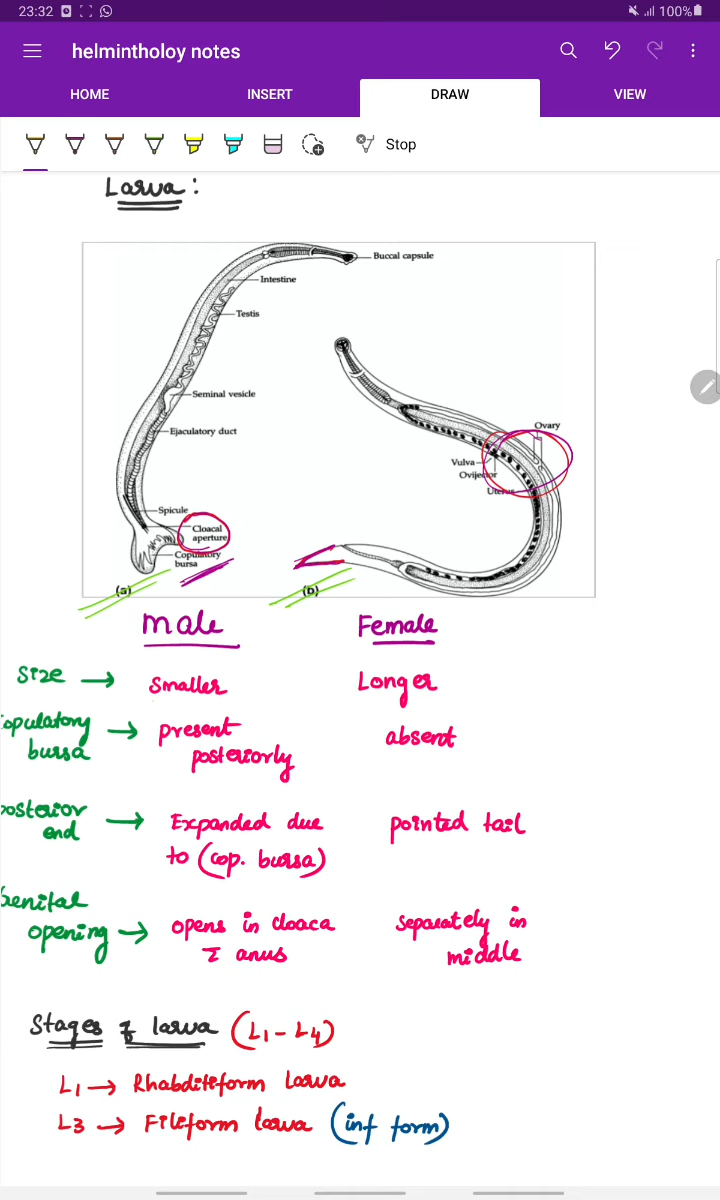 23:32
100%
helmintholoy notes
HOME
INSERT
DRAW
VIEW
Stop
Larva:
Buccal capsule
Intestine
Testis
Seminal vesicle
Ejaculatory duct
Spicule
Cloacal
aperture
Copulatory
bursa
(a)
Ovary
Vulva
Ovijector
Uterus
(b)
male Female
Size → Smaller Longer
opulatory → present absent
bursa posteriorly
posterior → Expanded due pointed tail
end to (cop. bursa)
Genital
opening → opens in cloaca separately in
anus middle
Stages of larva (L1 - L4)
L1 → Rhabditiform larva
L3 → Filiform larva (inf form)